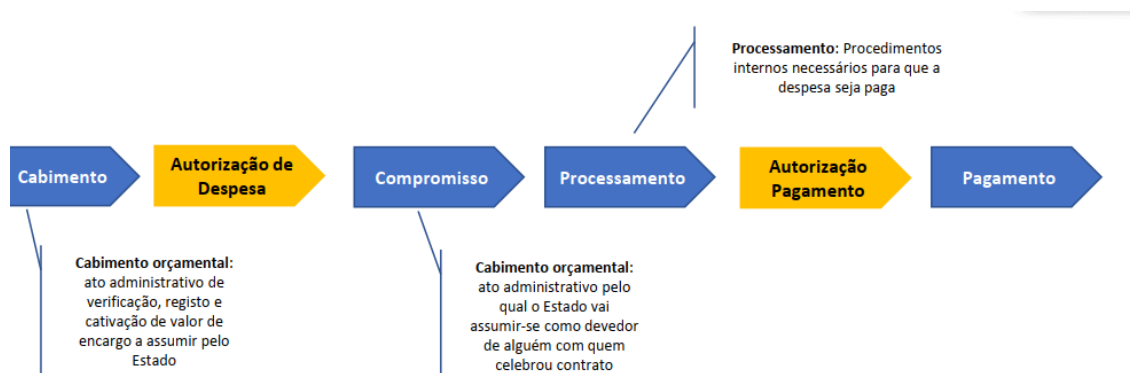 Processamento: Procedimentos
internos necessários para que a
despesa seja paga
Cabimento
Autorização de
Despesa
Compromisso
Processamento
Autorização
Pagamento
Pagamento
Cabimento orçamental:
ato administrativo de
verificação, registo e
cativação de valor de
encargo a assumir pelo
Estado
Cabimento orçamental:
ato administrativo pelo
qual o Estado vai
assumir-se como devedor
de alguém com quem
celebrou contrato